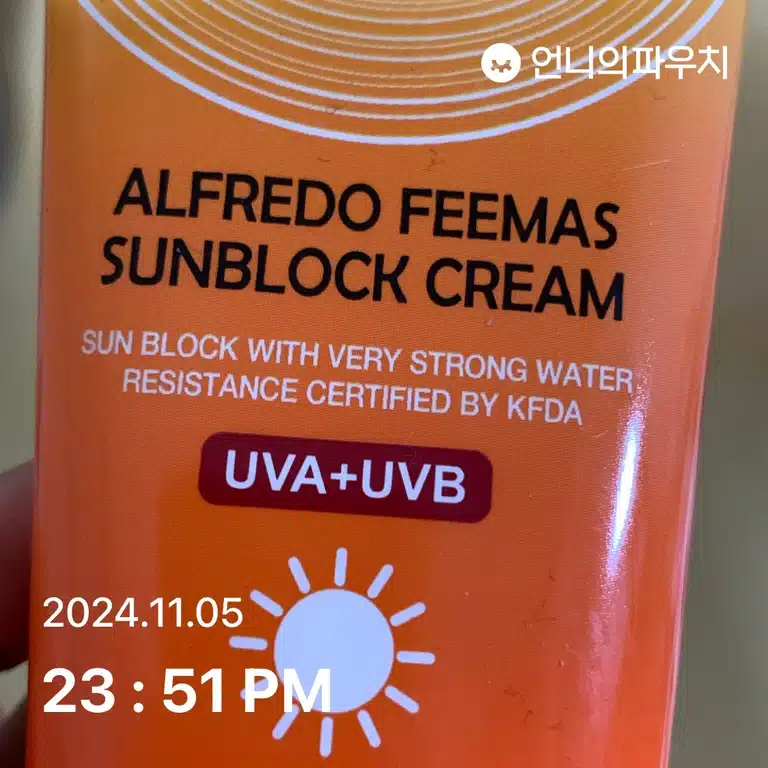 언니의파우치
ALFREDO FEEMAS
SUNBLOCK CREAM
SUN BLOCK WITH VERY STRONG WATER
RESISTANCE CERTIFIED BY KFDA
UVA+UVB
2024.11.05
23 : 51 PM